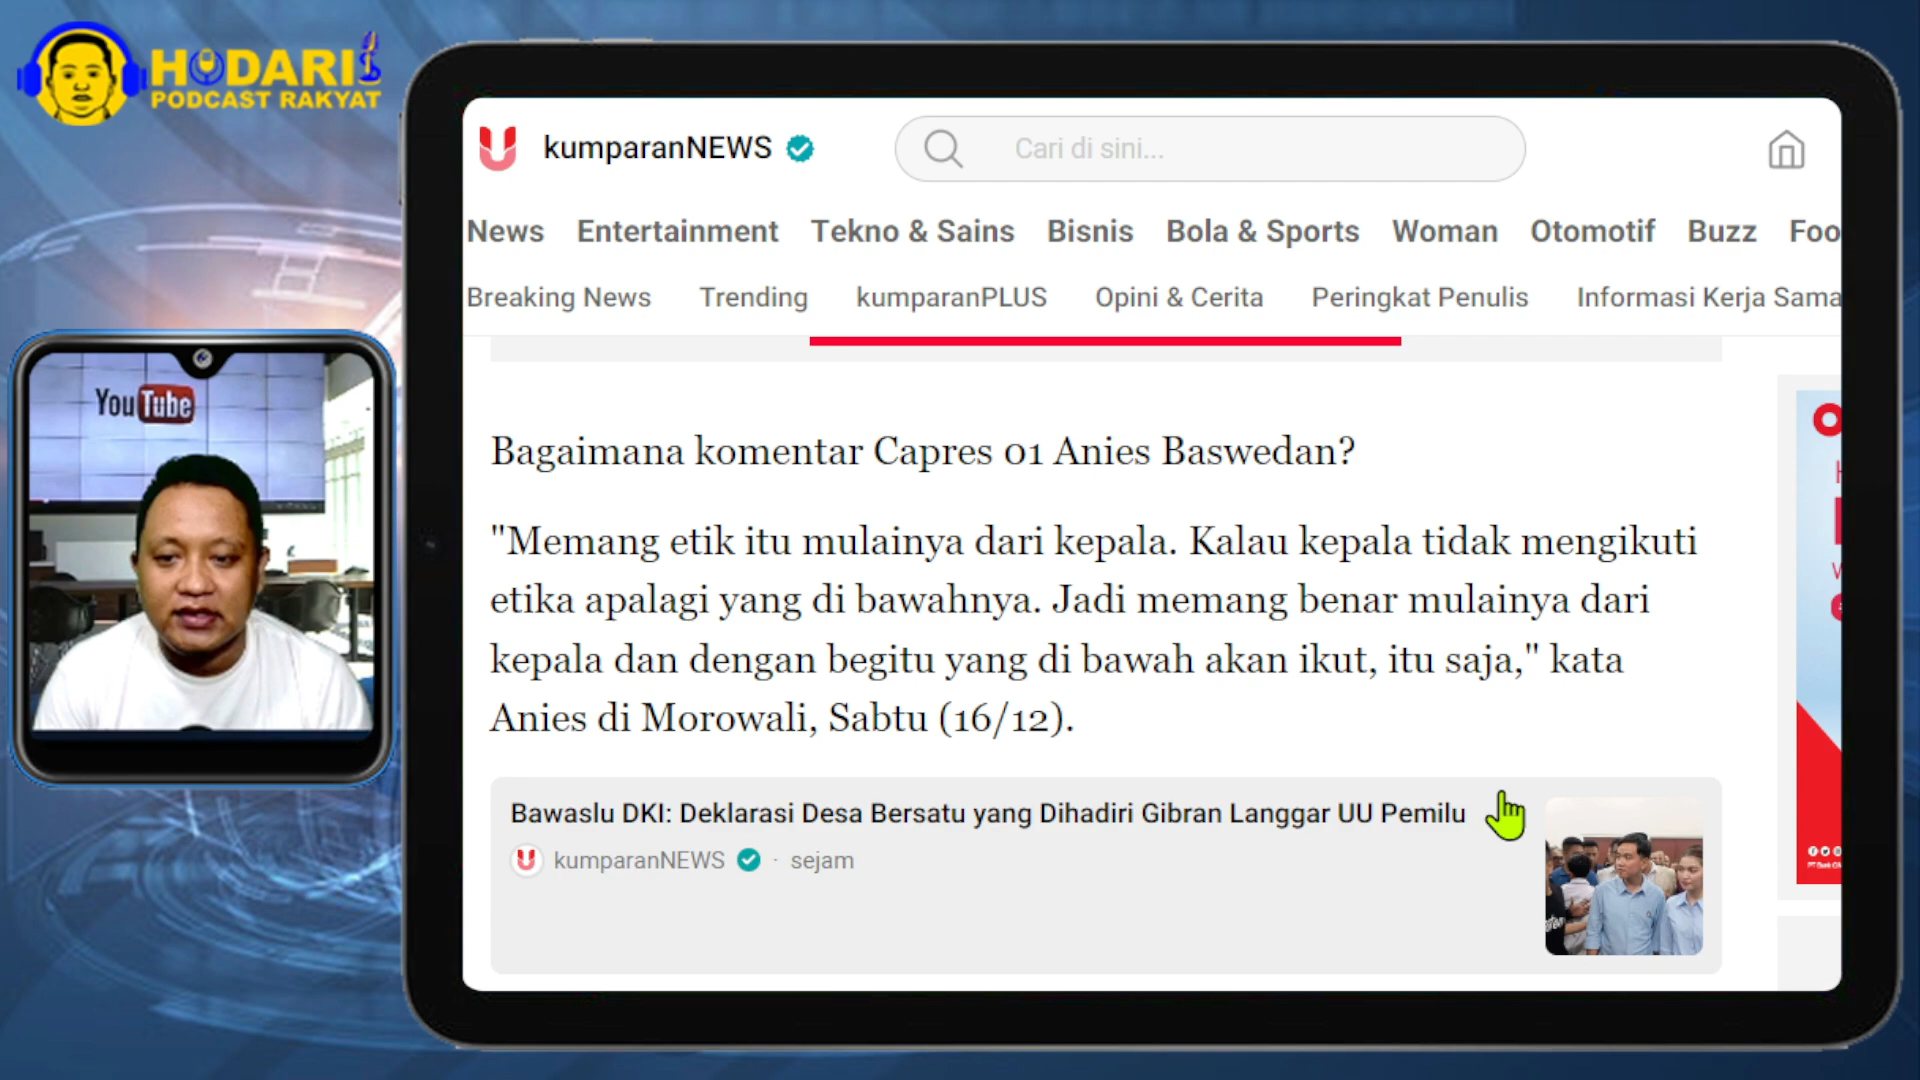 HODARI
PODCAST RAKYAT
YouTube
kumparanNEWS
Cari di sini...
News Entertainment Tekno & Sains Bisnis Bola & Sports Woman Otomotif Buzz Foo
Breaking News Trending kumparanPLUS Opini & Cerita Peringkat Penulis Informasi Kerja Sama
Bagaimana komentar Capres 01 Anies Baswedan?
"Memang etik itu mulainya dari kepala. Kalau kepala tidak mengikuti
etika apalagi yang di bawahnya. Jadi memang benar mulainya dari
kepala dan dengan begitu yang di bawah akan ikut, itu saja," kata
Anies di Morowali, Sabtu (16/12).
Bawaslu DKI: Deklarasi Desa Bersatu yang Dihadiri Gibran Langgar UU Pemilu
kumparanNEWS · sejam